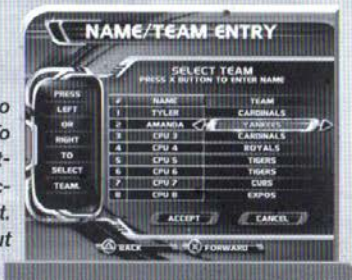 NAME/TEAM ENTRY
SELECT TEAM
PRESS X BUTTON TO ENTER NAME
PRESS
LEFT
OR
RIGHT
TO
SELECT
TEAM.
# NAME TEAM
1 TYLER CARDINALS
2 AMANDA YANKEES
3 CPU 3 CARDINALS
4 CPU 4 ROYALS
5 CPU 5 TIGERS
6 CPU 6 TIGERS
7 CPU 7 CUBS
8 CPU 8 EXPOS
ACCEPT CANCEL
BACK X FORWARD